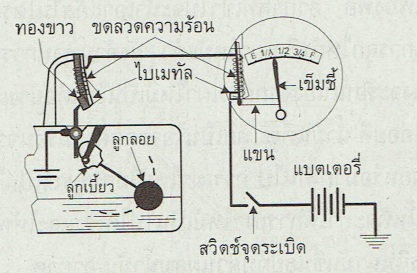 ทองขาว ขดลวดความร้อน
E 1/4 1/2 3/4 F
ไบเมทัล
เข็มชี้
ลูกลอย
แขน
แบตเตอรี่
ลูกเบี้ยว
สวิตช์จุดระเบิด